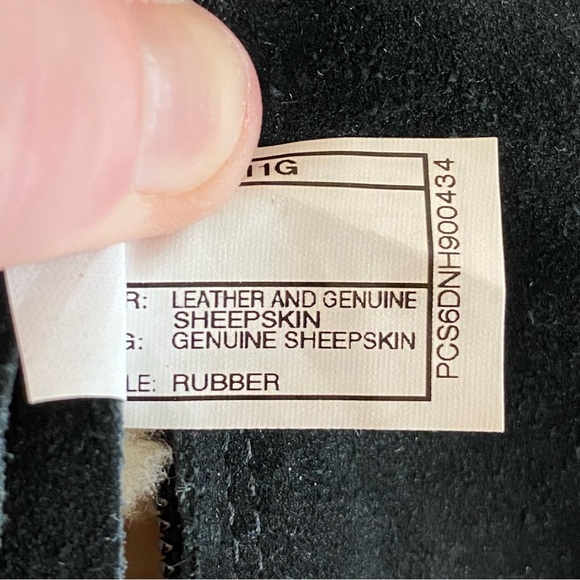 11G
R: LEATHER AND GENUINE
SHEEPSKIN
G: GENUINE SHEEPSKIN
LE: RUBBER
PCS6DNH900434